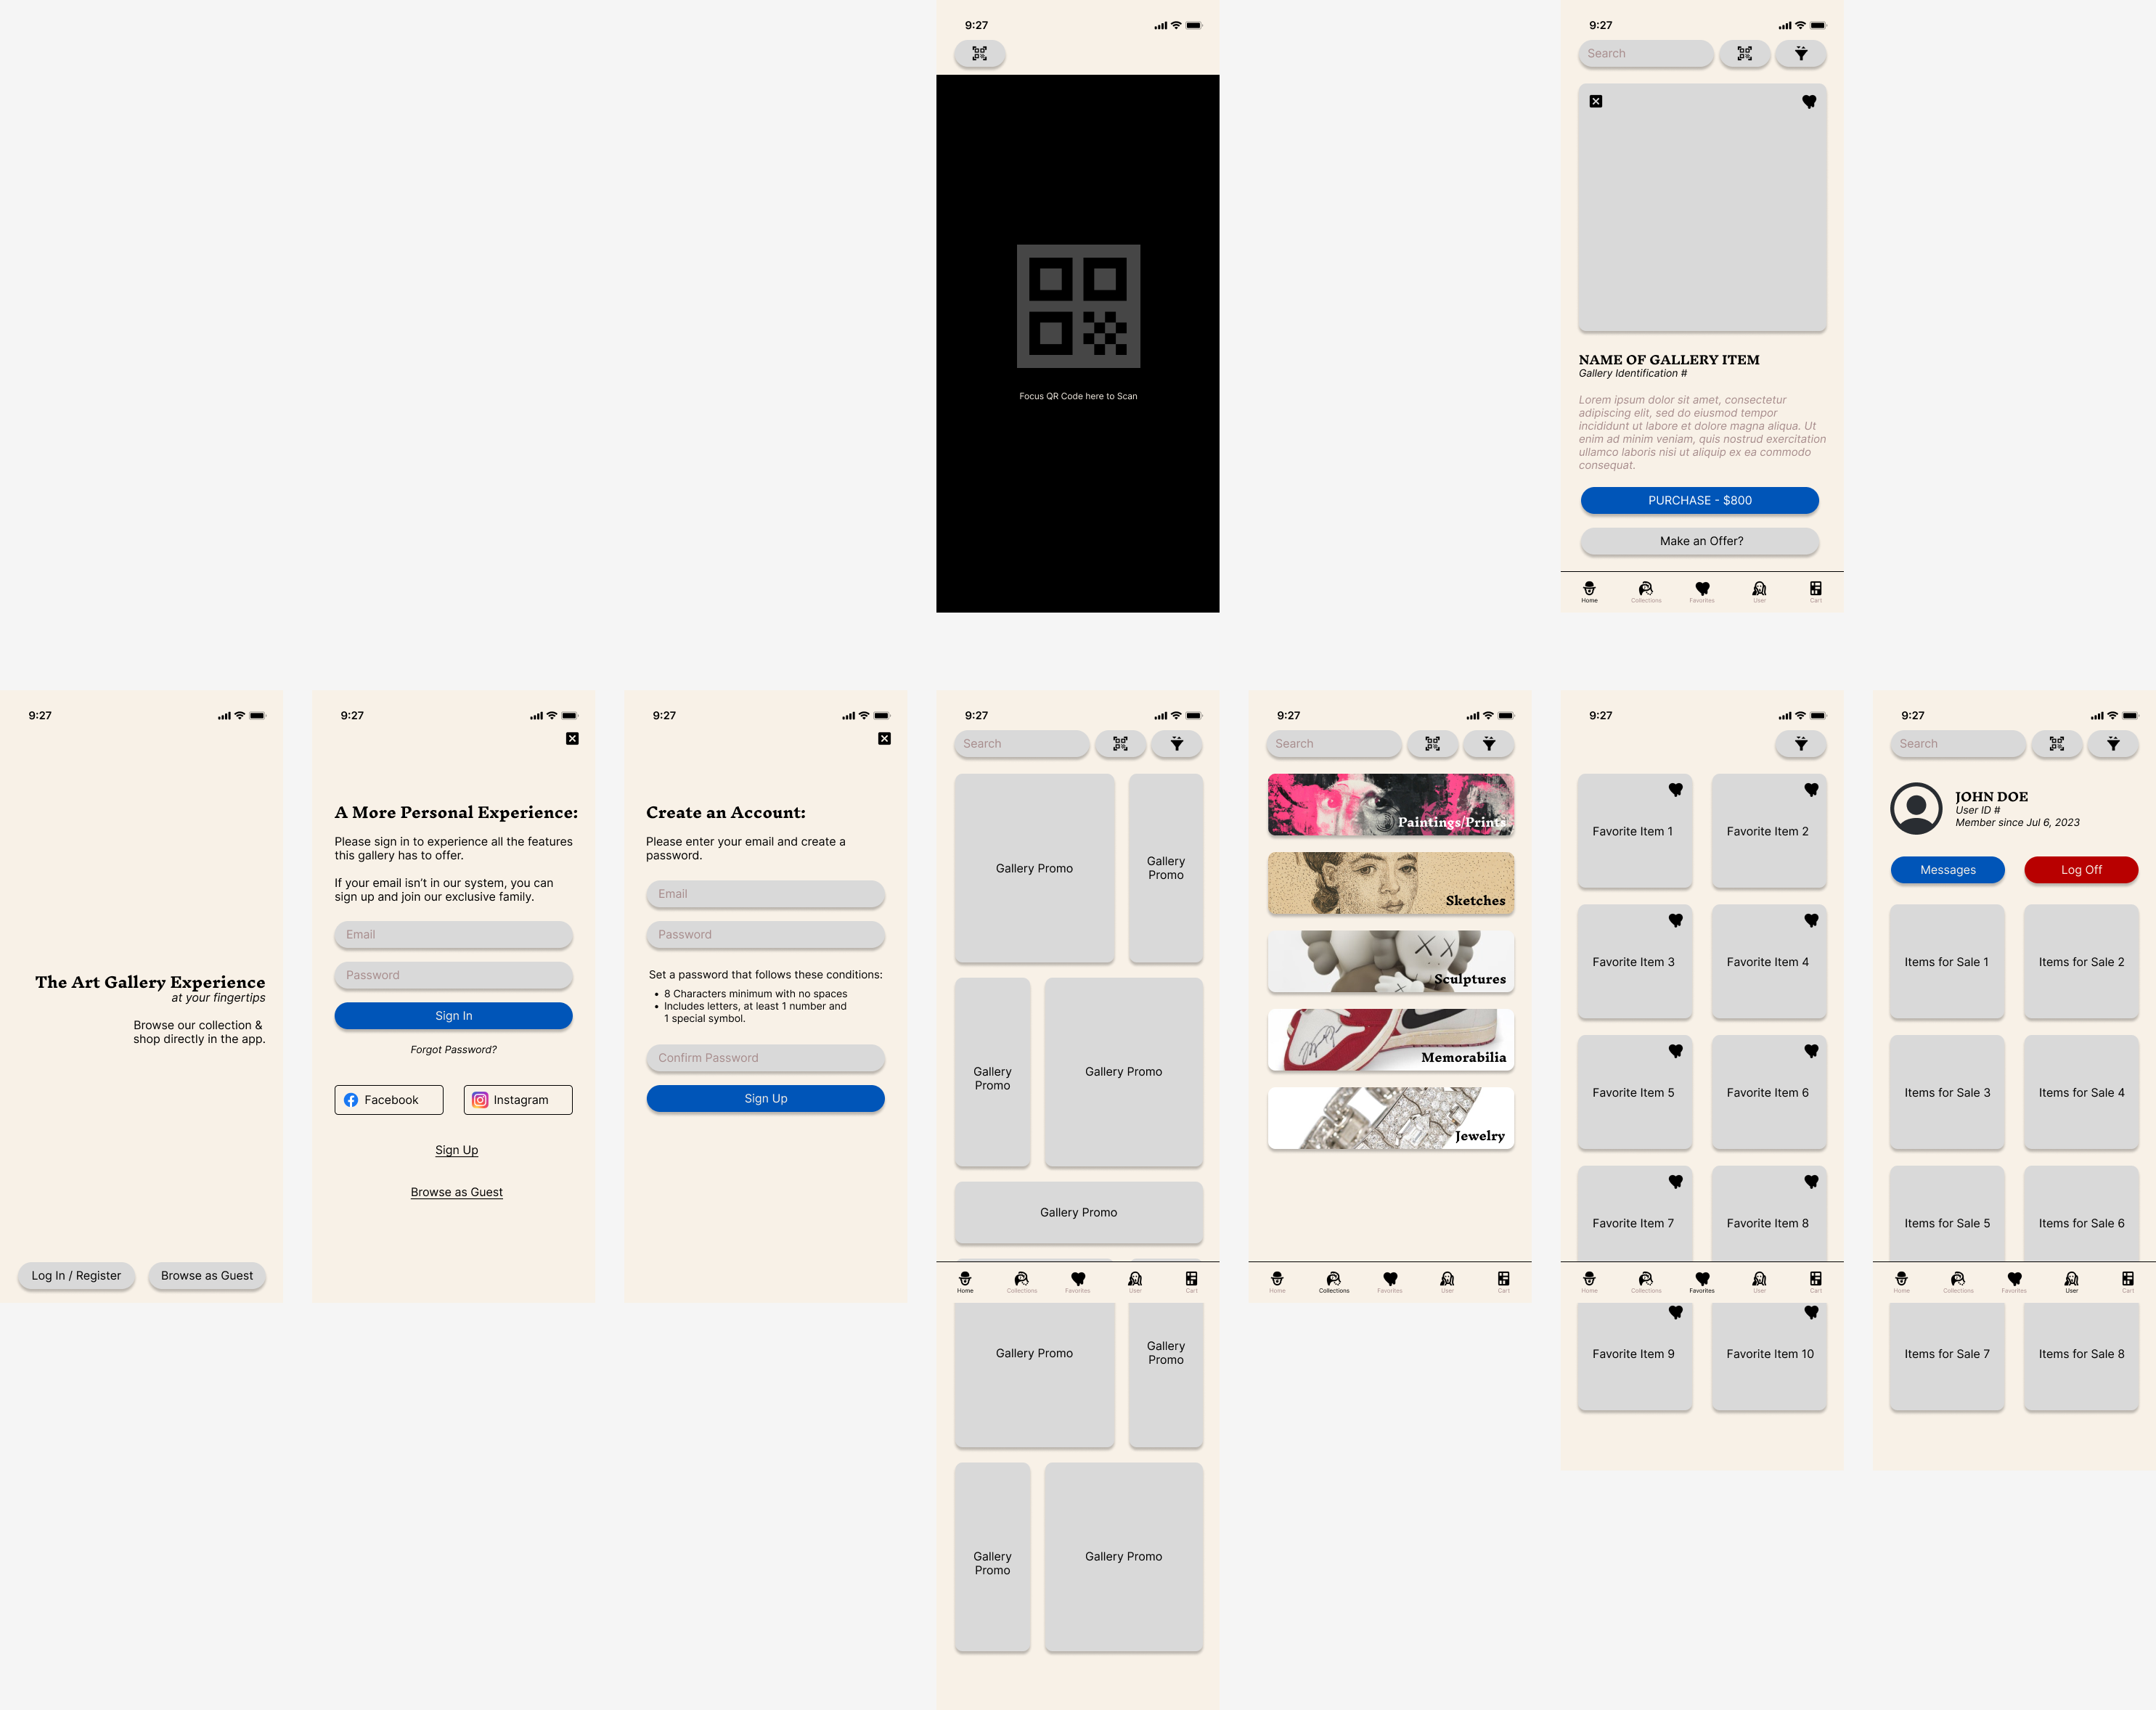 9:27
Focus QR Code here to Scan
9:27
Search
NAME OF GALLERY ITEM
Gallery Identification #
Lorem ipsum dolor sit amet, consectetur
adipiscing elit, sed do eiusmod tempor
incididunt ut labore et dolore magna aliqua. Ut
enim ad minim veniam, quis nostrud exercitation
ullamco laboris nisi ut aliquip ex ea commodo
consequat.
PURCHASE - $800
Make an Offer?
Home Collections Favorites User Cart
9:27
The Art Gallery Experience
at your fingertips
Browse our collection &
shop directly in the app.
Log In / Register
Browse as Guest
9:27
A More Personal Experience:
Please sign in to experience all the features
this gallery has to offer.
If your email isn't in our system, you can
sign up and join our exclusive family.
Email
Password
Sign In
Forgot Password?
Facebook
Instagram
Sign Up
Browse as Guest
9:27
Create an Account:
Please enter your email and create a
password.
Email
Password
Set a password that follows these conditions:
• 8 Characters minimum with no spaces
• Includes letters, at least 1 number and
1 special symbol.
Confirm Password
Sign Up
9:27
Search
Gallery Promo
Gallery
Promo
Gallery
Promo
Gallery Promo
Gallery Promo
Home Collections Favorites User Cart
Gallery Promo
Gallery
Promo
Gallery
Promo
Gallery Promo
9:27
Search
Paintings/Prints
Sketches
Sculptures
Memorabilia
Jewelry
Home Collections Favorites User Cart
9:27
Favorite Item 1
Favorite Item 2
Favorite Item 3
Favorite Item 4
Favorite Item 5
Favorite Item 6
Favorite Item 7
Favorite Item 8
Home Collections Favorites User Cart
Favorite Item 9
Favorite Item 10
9:27
Search
JOHN DOE
User ID #
Member since Jul 6, 2023
Messages
Log Off
Items for Sale 1
Items for Sale 2
Items for Sale 3
Items for Sale 4
Items for Sale 5
Items for Sale 6
Home Collections Favorites User Cart
Items for Sale 7
Items for Sale 8